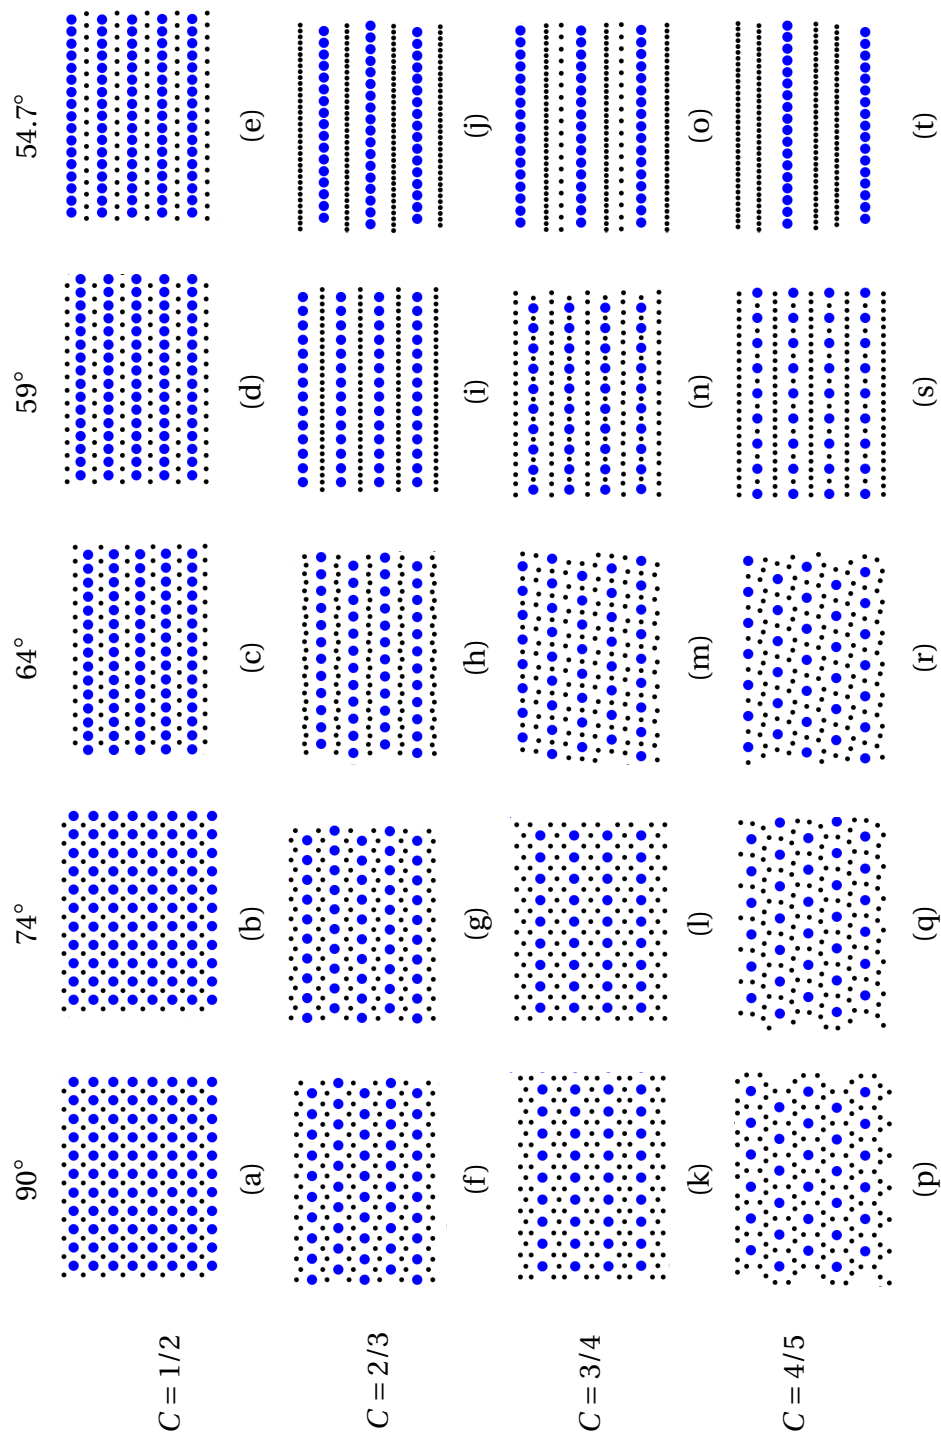 90° 74° 64° 59° 54.7°
C = 1/2
(a) (b) (c) (d) (e)
C = 2/3
(f) (g) (h) (i) (j)
C = 3/4
(k) (l) (m) (n) (o)
C = 4/5
(p) (q) (r) (s) (t)